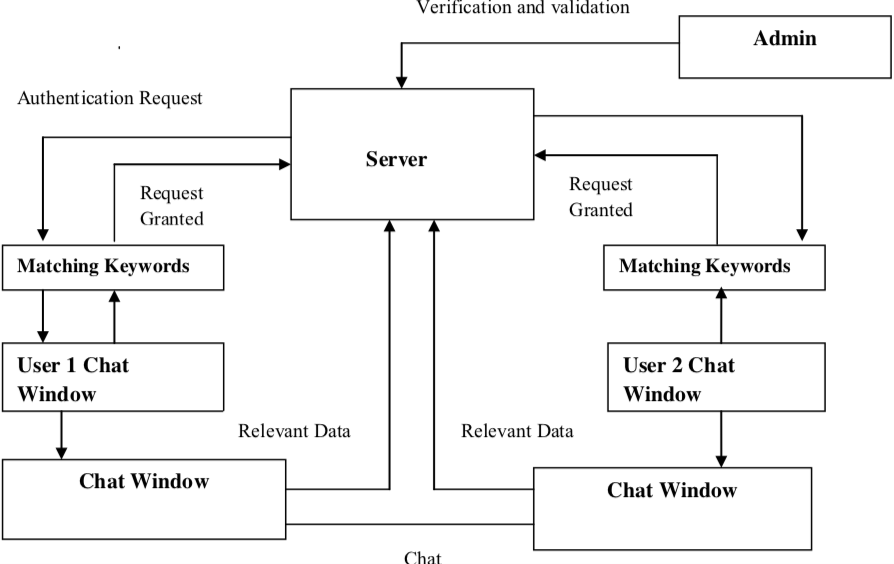 Verification and validation
Admin
Authentication Request
Server
Request
Granted
Request
Granted
Matching Keywords
Matching Keywords
User 1 Chat
Window
User 2 Chat
Window
Relevant Data
Relevant Data
Chat Window
Chat Window
Chat